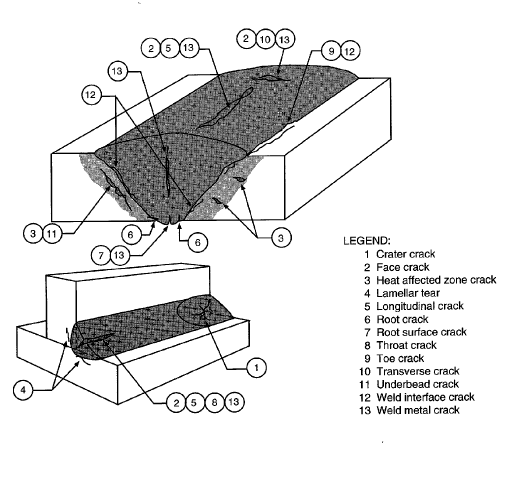 2 5 13
2 10 13
9 12
13
12
3 11
6
7 13
6
3
LEGEND:
1 Crater crack
2 Face crack
3 Heat affected zone crack
4 Lamellar tear
5 Longitudinal crack
6 Root crack
7 Root surface crack
8 Throat crack
9 Toe crack
10 Transverse crack
11 Underbead crack
12 Weld interface crack
13 Weld metal crack
1
4
2 5 8 13